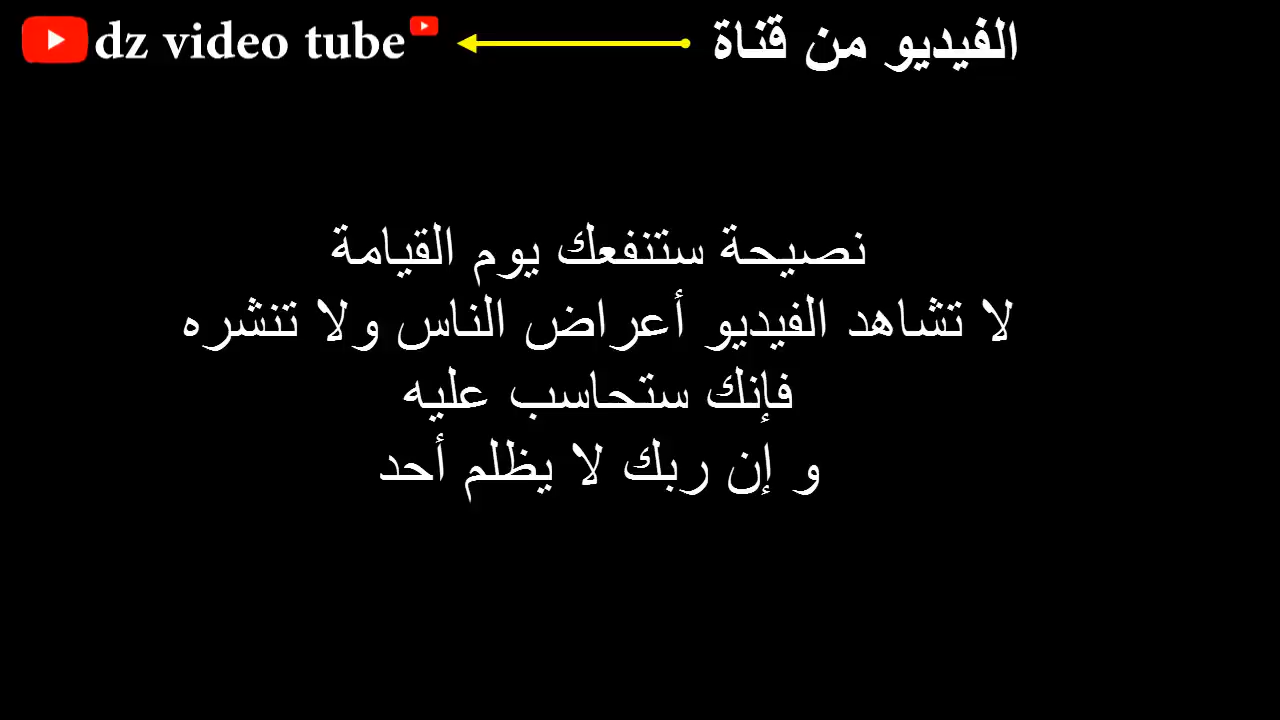 الفيديو من قناة dz video tube
نصيحة ستنفعك يوم القيامة
لا تشاهد الفيديو أعراض الناس ولا تنشره
فإنك ستحاسب عليه
و إن ربك لا يظلم أحد